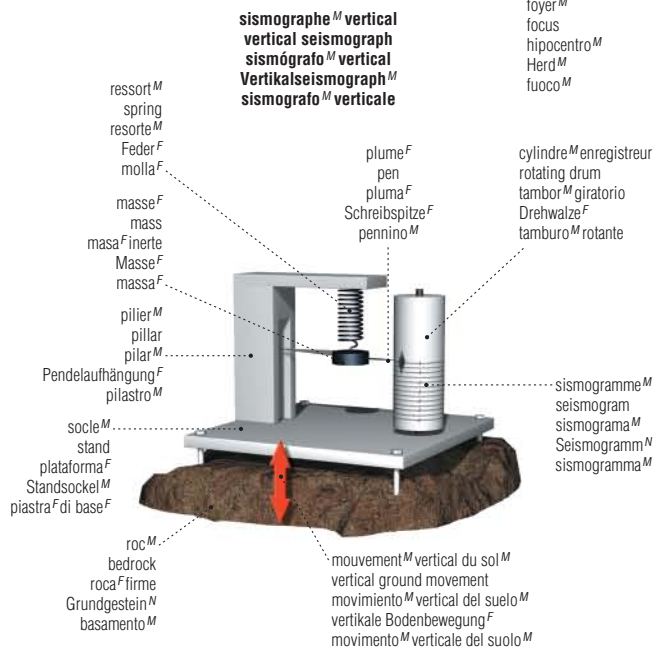 sismographe M vertical
vertical seismograph
sismógrafo M vertical
Vertikalseismograph M
sismografo M verticale
foyer M
focus
hipocentro M
Herd M
fuoco M
ressort M
spring
resorte M
Feder F
molla F
plume F
pen
pluma F
Schreibspitze F
pennino M
cylindre M enregistreur
rotating drum
tambor M giratorio
Drehwalze F
tamburo M rotante
masse F
mass
masa F inerte
Masse F
massa F
pilier M
pillar
pilar M
Pendelaufhängung F
pilastro M
sismogramme M
seismogram
sismograma M
Seismogramm N
sismogramma M
socle M
stand
plataforma F
Standsockel M
piastra F di base F
roc M
bedrock
roca F firme
Grundgestein N
basamento M
mouvement M vertical du sol M
vertical ground movement
movimiento M vertical del suelo M
vertikale Bodenbewegung F
movimento M verticale del suolo M